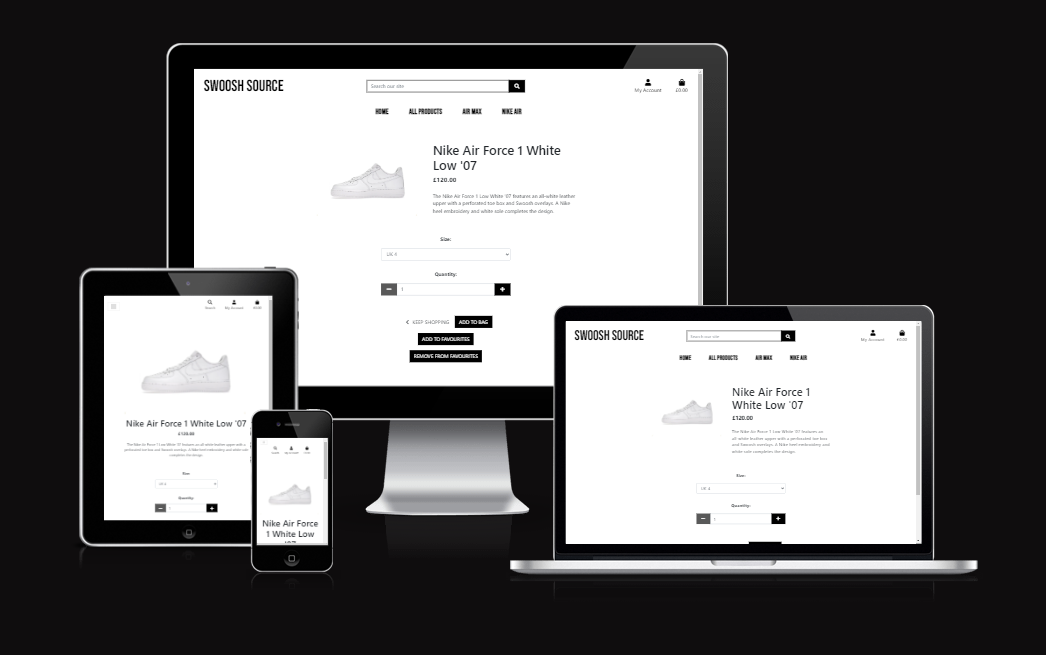 SWOOSH SOURCE
Search our site
My Account
£0.00
HOME ALL PRODUCTS AIR MAX NIKE AIR
Nike Air Force 1 White
Low '07
£120.00
The Nike Air Force 1 Low White '07 features an all-white leather
upper with a perforated toe box and Swoosh overlays. A Nike
heel embroidery and white sole completes the design.
Size:
UK 4
Quantity:
1
KEEP SHOPPING ADD TO BAG
ADD TO FAVOURITES
REMOVE FROM FAVOURITES
Search My Account
Nike Air Force 1 White Low '07
£120.00
The Nike Air Force 1 Low White '07 features an all-white leather upper with a
perforated toe box and Swoosh overlays. A Nike heel embroidery and white sole
completes the design.
Size:
UK 4
Quantity:
1
Nike Air Force
1 White Low
SWOOSH SOURCE
Search our site
My Account
£0.00
HOME ALL PRODUCTS AIR MAX NIKE AIR
Nike Air Force 1
White Low '07
£120.00
The Nike Air Force 1 Low White '07 features an
all-white leather upper with a perforated toe box
and Swoosh overlays. A Nike heel embroidery and
white sole completes the design.
Size:
UK 4
Quantity:
1